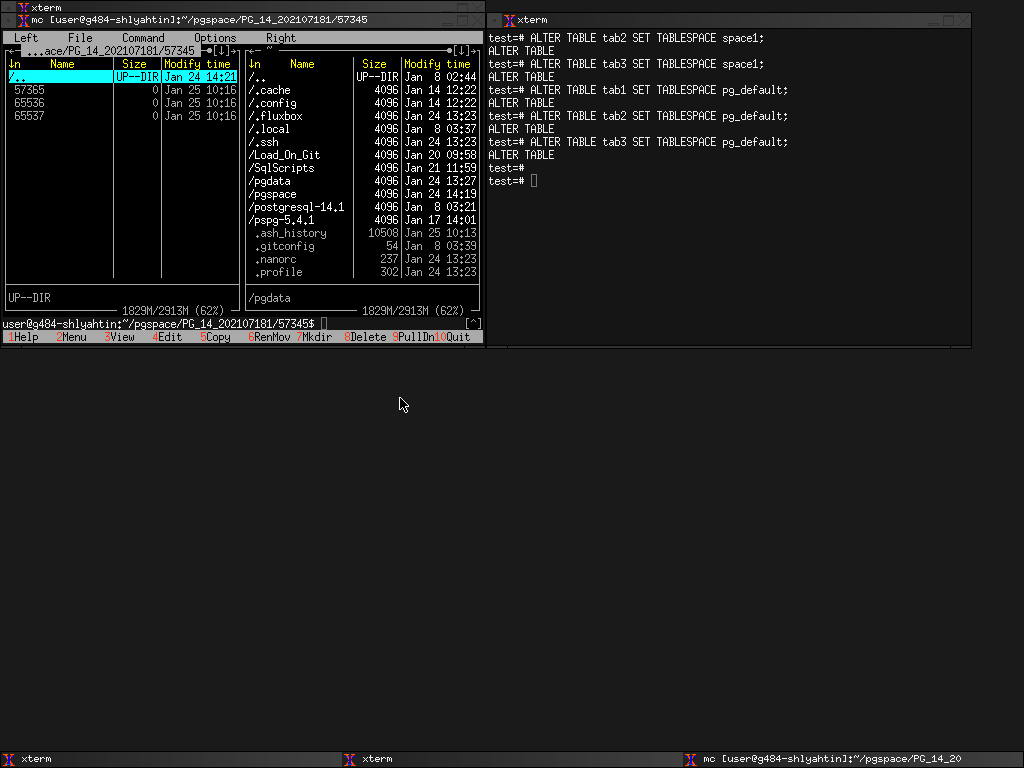 xterm
mc [user@g484-shlyahtin]:~/pgspace/PG_14_202107181/57345
Left File Command Options Right
...ace/PG_14_202107181/57345 [↓] ~ [↓]
↓n Name Size Modify time ↓n Name Size Modify time
/.. UP--DIR Jan 24 14:21 /.. UP--DIR Jan 8 02:44
57365 0 Jan 25 10:16 /.cache 4096 Jan 14 12:22
65536 0 Jan 25 10:16 /.config 4096 Jan 14 12:22
65537 0 Jan 25 10:16 /.fluxbox 4096 Jan 24 13:23
/.local 4096 Jan 8 03:37
/.ssh 4096 Jan 24 13:23
/Load_On_Git 4096 Jan 20 09:58
/SqlScripts 4096 Jan 21 11:59
/pgdata 4096 Jan 24 13:27
/pgspace 4096 Jan 24 14:19
/postgresql-14.1 4096 Jan 8 03:21
/pspg-5.4.1 4096 Jan 17 14:01
.ash_history 10508 Jan 25 10:13
.gitconfig 54 Jan 8 03:39
.nanorc 237 Jan 24 13:23
.profile 302 Jan 24 13:23
UP--DIR /pgdata
1829M/2913M (62%) 1829M/2913M (62%)
user@g484-shlyahtin:~/pgspace/PG_14_202107181/57345$ [^]
1Help 2Menu 3View 4Edit 5Copy 6RenMov 7Mkdir 8Delete 9PullDn 10Quit
xterm
test=# ALTER TABLE tab2 SET TABLESPACE space1;
ALTER TABLE
test=# ALTER TABLE tab3 SET TABLESPACE space1;
ALTER TABLE
test=# ALTER TABLE tab1 SET TABLESPACE pg_default;
ALTER TABLE
test=# ALTER TABLE tab2 SET TABLESPACE pg_default;
ALTER TABLE
test=# ALTER TABLE tab3 SET TABLESPACE pg_default;
ALTER TABLE
test=#
test=#
xterm xterm mc [user@g484-shlyahtin]:~/pgspace/PG_14_20